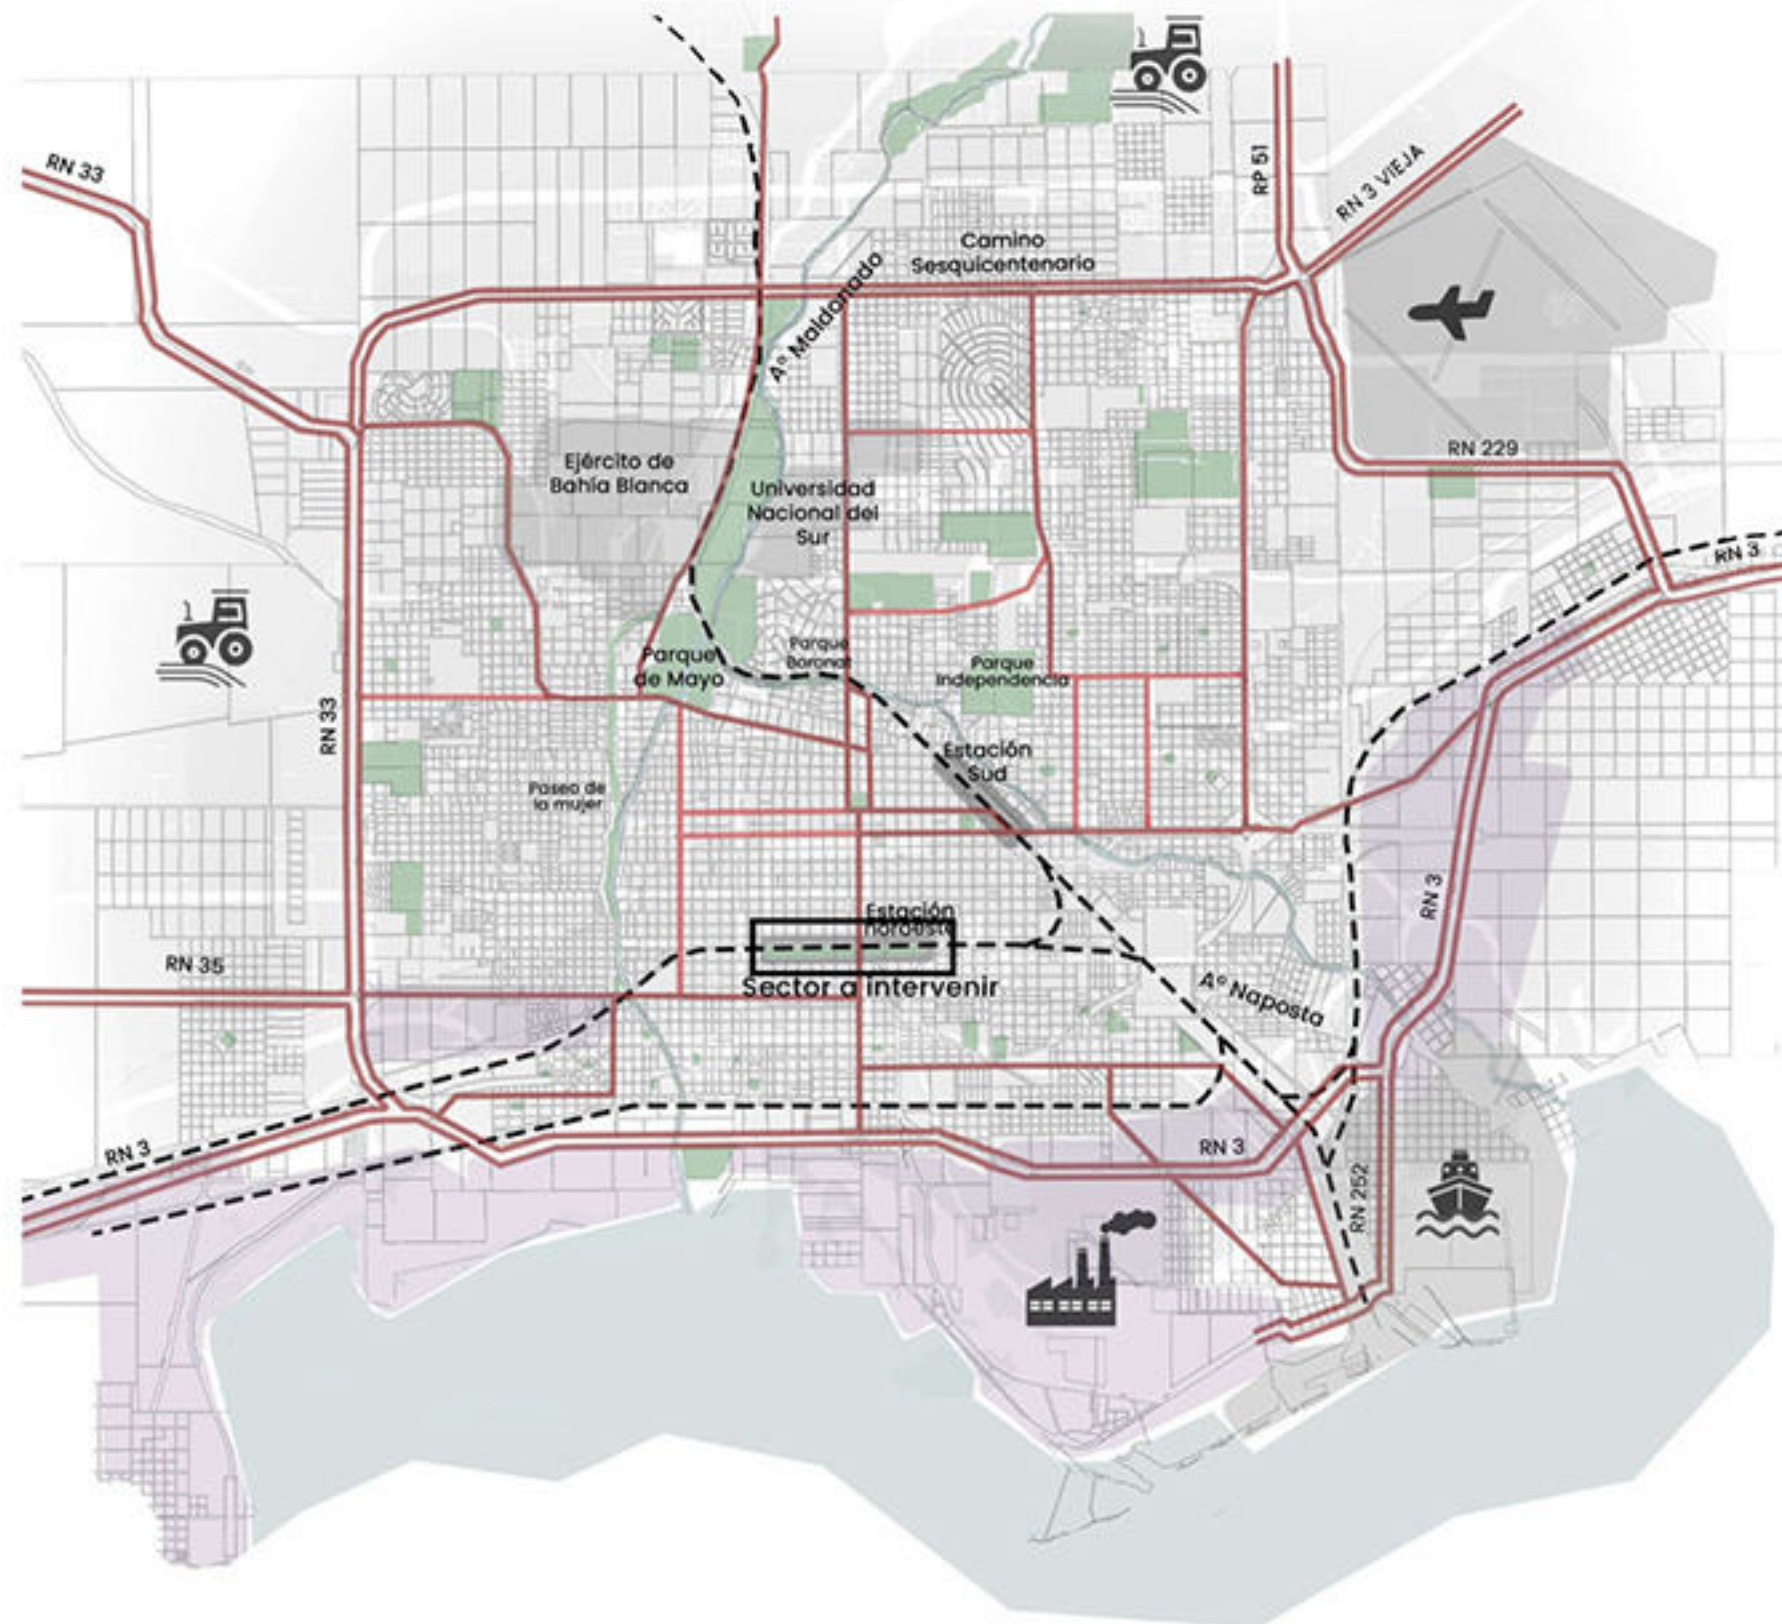 RN 33
RP 51
RN 3 VIEJA
Camino
Sesquicentenario
Aº Maldonado
Ejército de
Bahía Blanca
Universidad
Nacional del
Sur
RN 229
RN 3
Parque
de Mayo
Parque
Boronat
Parque
Independencia
RN 33
Estación
Sud
Paseo de
la mujer
RN 3
Estación
noroeste
RN 35
Sector a intervenir
Aº Naposta
RN 3
RN 3
RN 252